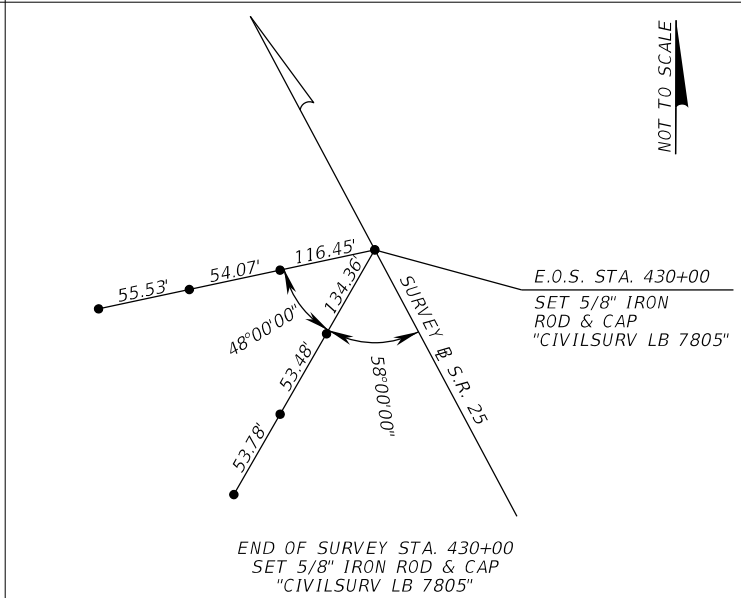 NOT TO SCALE
116.45'
54.07'
55.53'
134.36'
48°00'00"
53.48'
53.78'
58°00'00"
SURVEY BL S.R. 25
E.O.S. STA. 430+00
SET 5/8" IRON
ROD & CAP
"CIVILSURV LB 7805"
END OF SURVEY STA. 430+00
SET 5/8" IRON ROD & CAP
"CIVILSURV LB 7805"